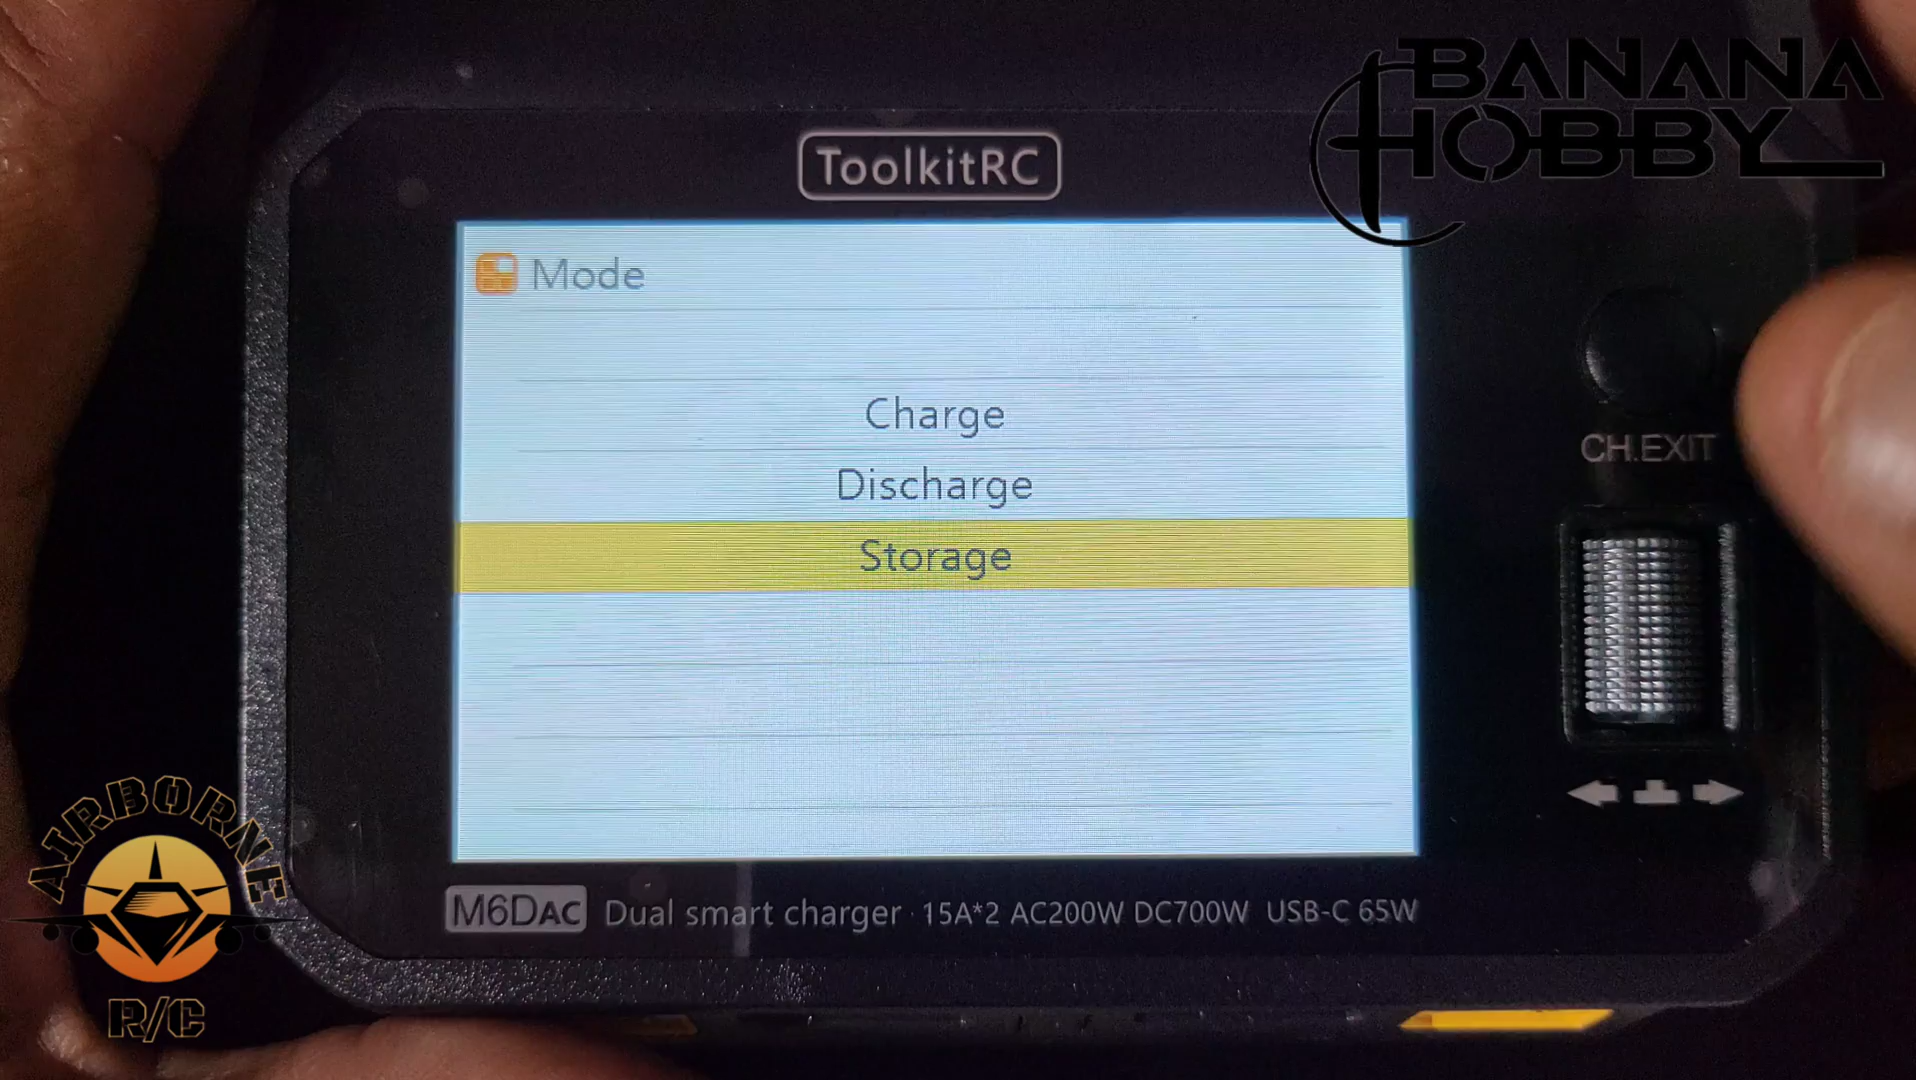 BANANA
HOBBY
ToolkitRC
Mode
Charge
Discharge
Storage
CH.EXIT
M6DAC Dual smart charger 15A*2 AC200W DC700W USB-C 65W
AIRBORNE
R/C